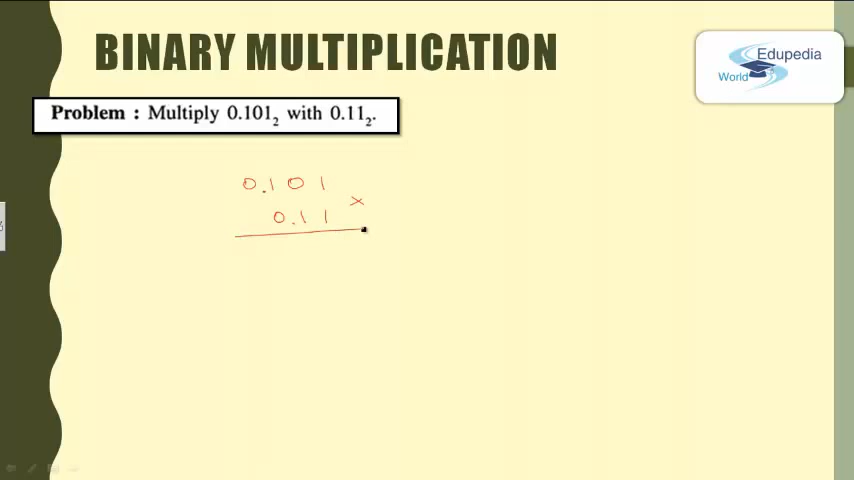 BINARY MULTIPLICATION
Edupedia
World
Problem : Multiply 0.101₂ with 0.11₂.
0.101
×
0.11